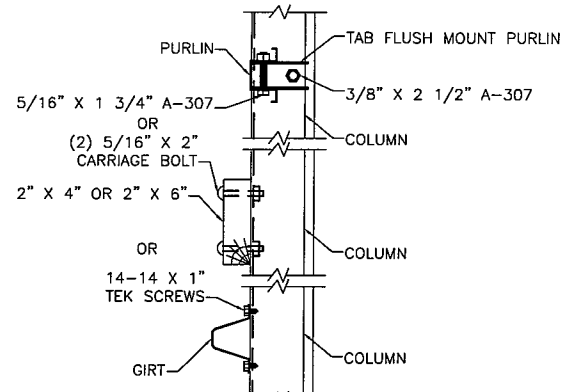 TAB FLUSH MOUNT PURLIN
PURLIN
3/8" X 2 1/2" A-307
5/16" X 1 3/4" A-307
OR
COLUMN
(2) 5/16" X 2"
CARRIAGE BOLT
2" X 4" OR 2" X 6"
OR
COLUMN
14-14 X 1"
TEK SCREWS
COLUMN
GIRT